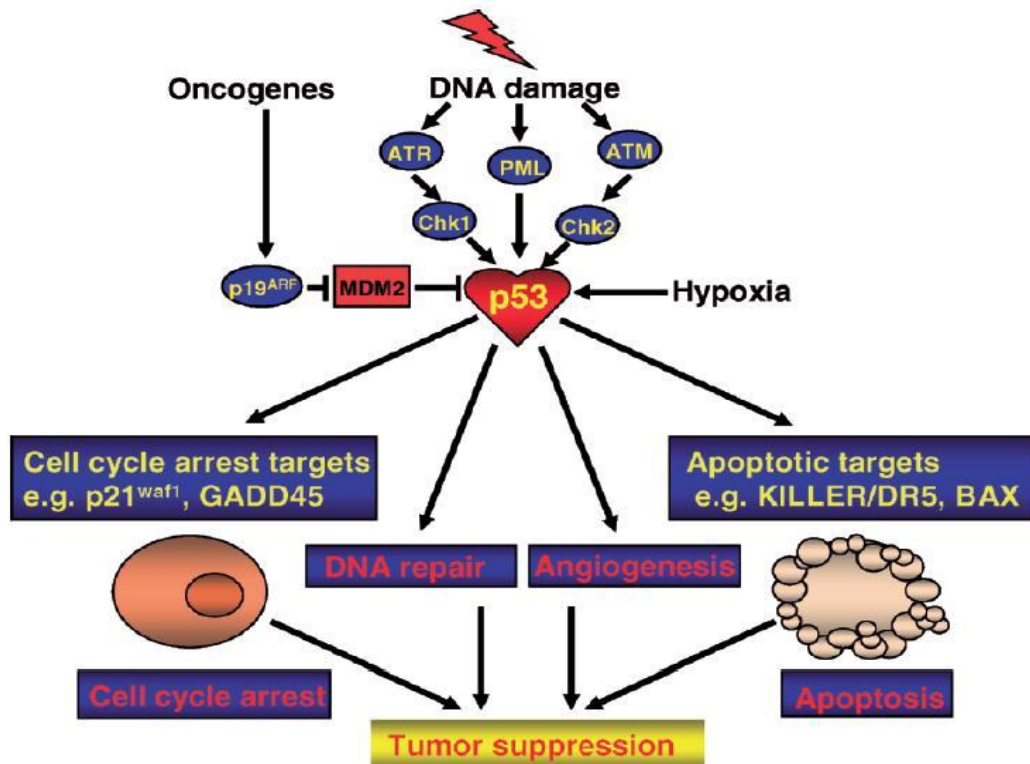 Oncogenes
DNA damage
ATR
PML
ATM
Chk1
Chk2
p19ARF
MDM2
p53
Hypoxia
Cell cycle arrest targets
e.g. p21waf1, GADD45
Apoptotic targets
e.g. KILLER/DR5, BAX
DNA repair
Angiogenesis
Cell cycle arrest
Apoptosis
Tumor suppression